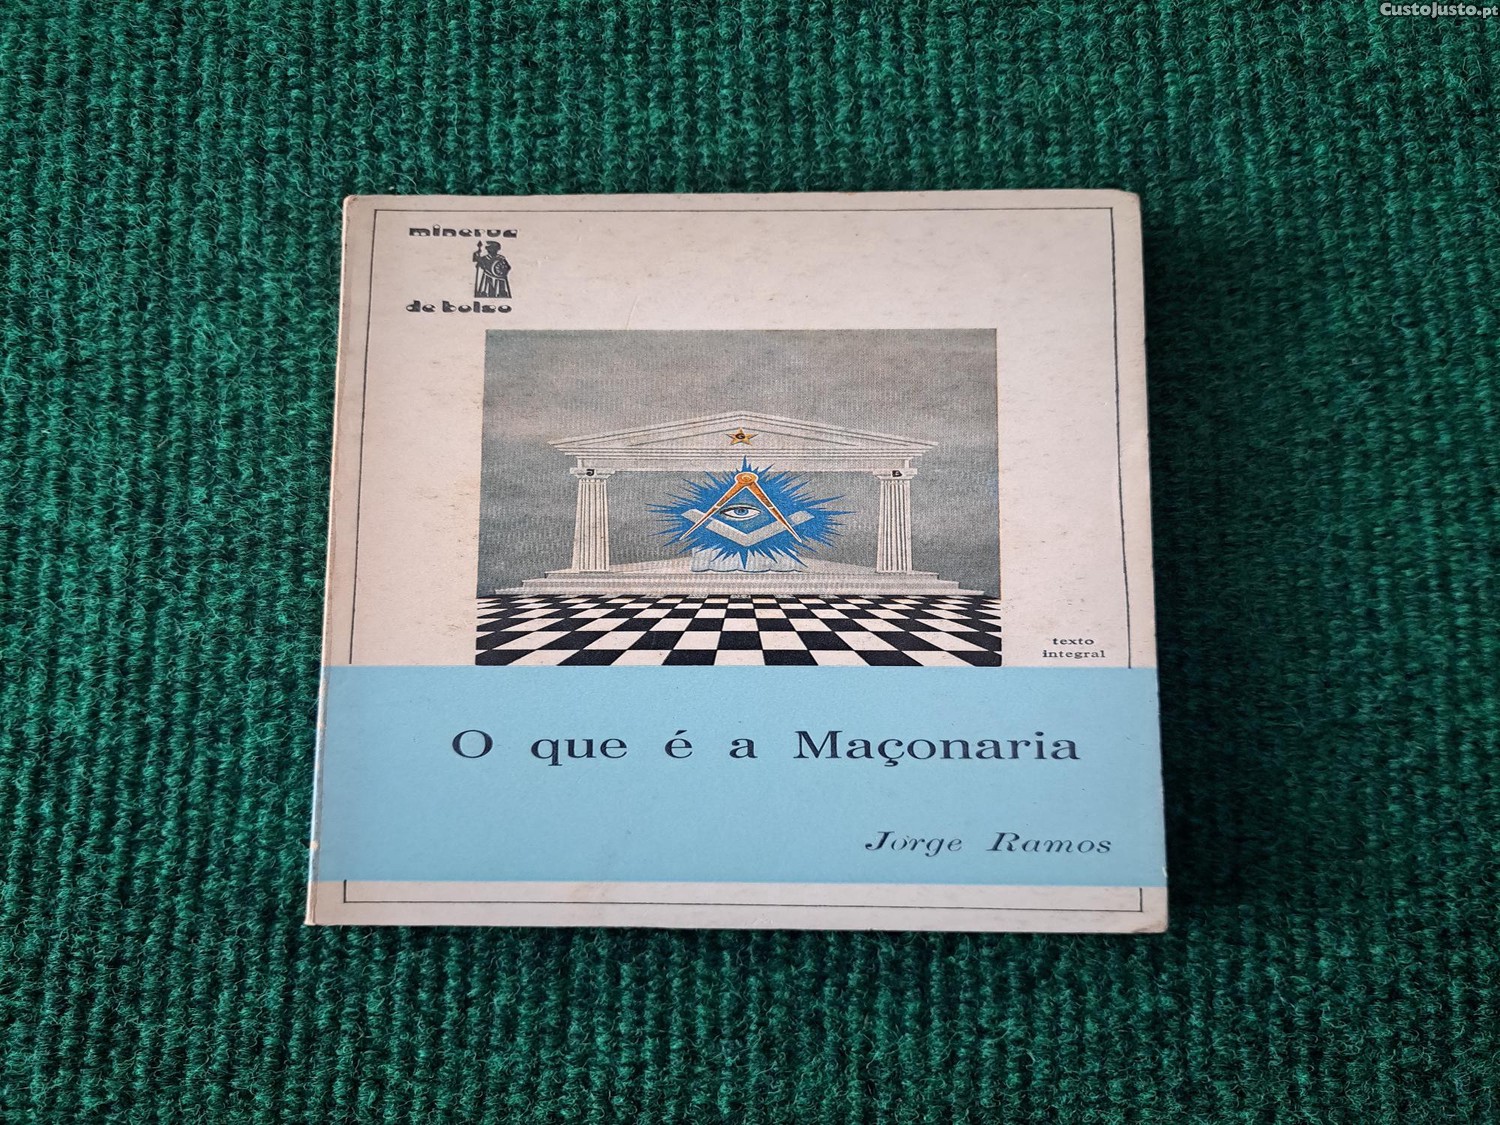 CustoJusto.pt
minerva
de bolso
G
J B
texto
integral
O que é a Maçonaria
Jorge Ramos